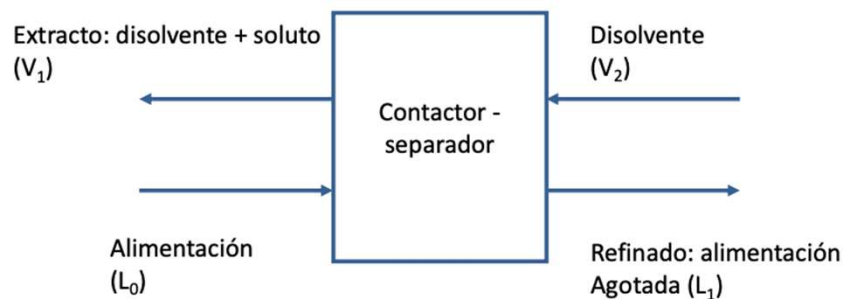 Extracto: disolvente + soluto
(V₁)
Disolvente
(V₂)
Contactor -
separador
Alimentación
(L₀)
Refinado: alimentación
Agotada (L₁)